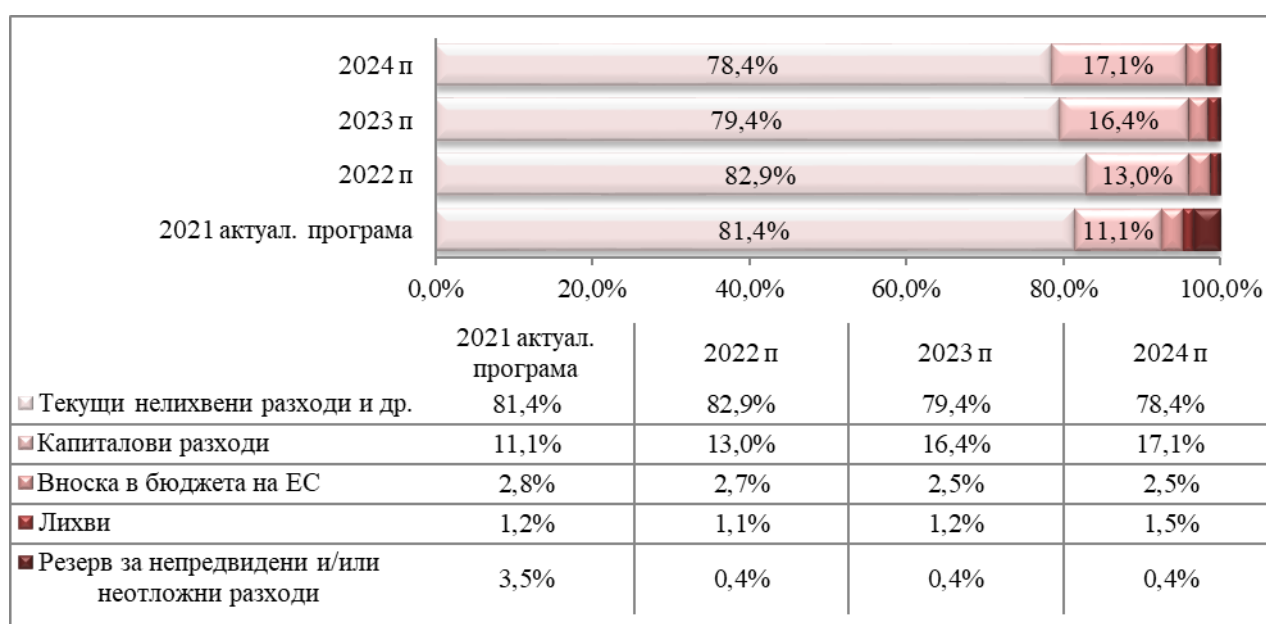 2024 п 78,4% 17,1%
2023 п 79,4% 16,4%
2022 п 82,9% 13,0%
2021 актуал. програма 81,4% 11,1%
0,0% 20,0% 40,0% 60,0% 80,0% 100,0%
2021 актуал. програма 2022 п 2023 п 2024 п
Текущи нелихвени разходи и др. 81,4% 82,9% 79,4% 78,4%
Капиталови разходи 11,1% 13,0% 16,4% 17,1%
Вноска в бюджета на ЕС 2,8% 2,7% 2,5% 2,5%
Лихви 1,2% 1,1% 1,2% 1,5%
Резерв за непредвидени и/или неотложни разходи 3,5% 0,4% 0,4% 0,4%